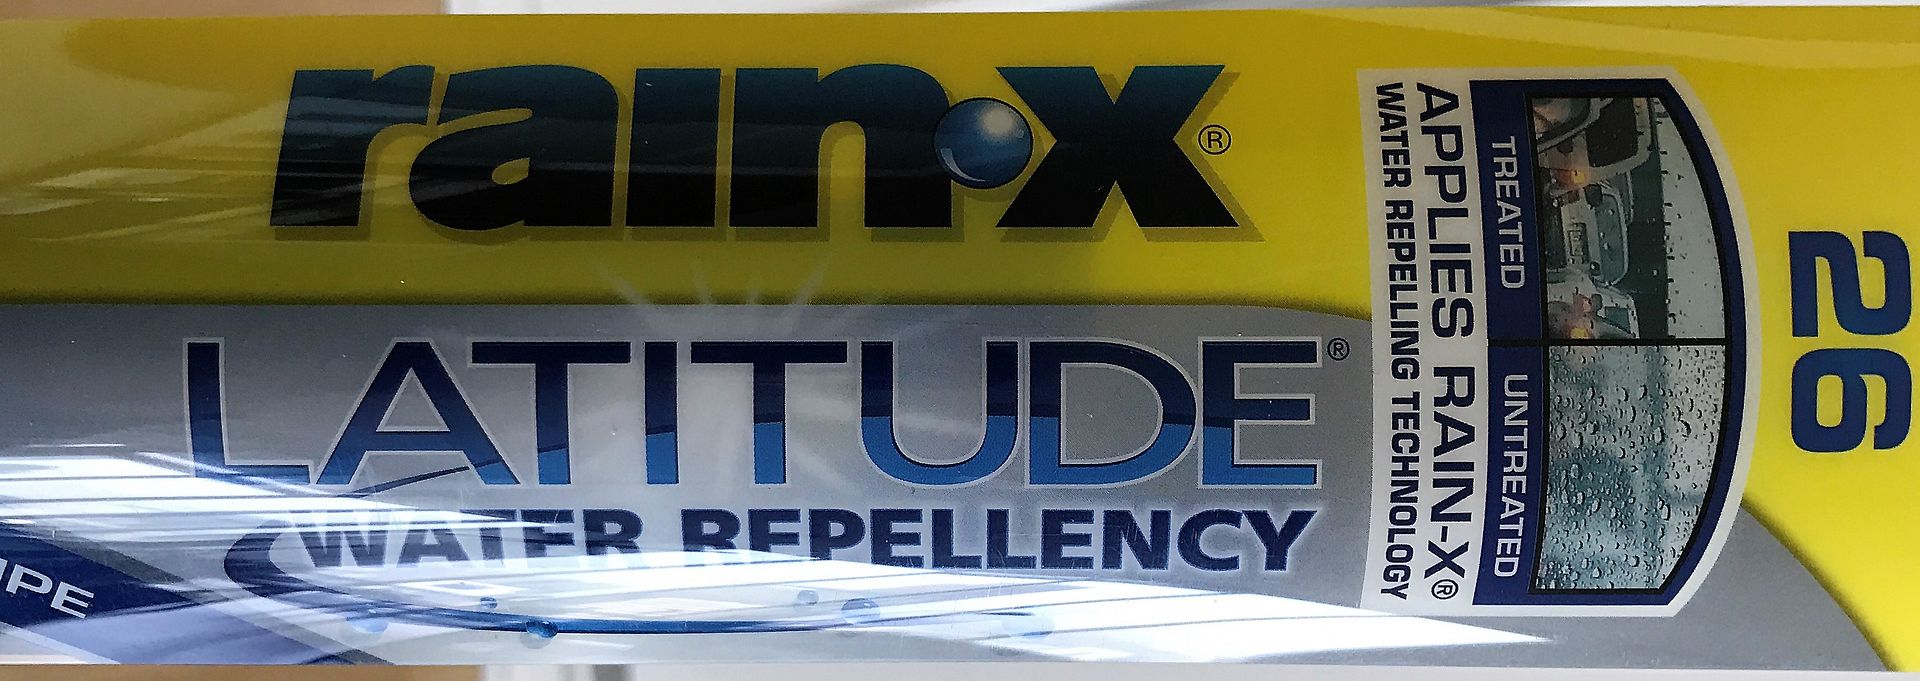 rain·x®
LATITUDE®
WATER REPELLENCY
APPLIES RAIN-X®
WATER REPELLING TECHNOLOGY
TREATED
UNTREATED
26